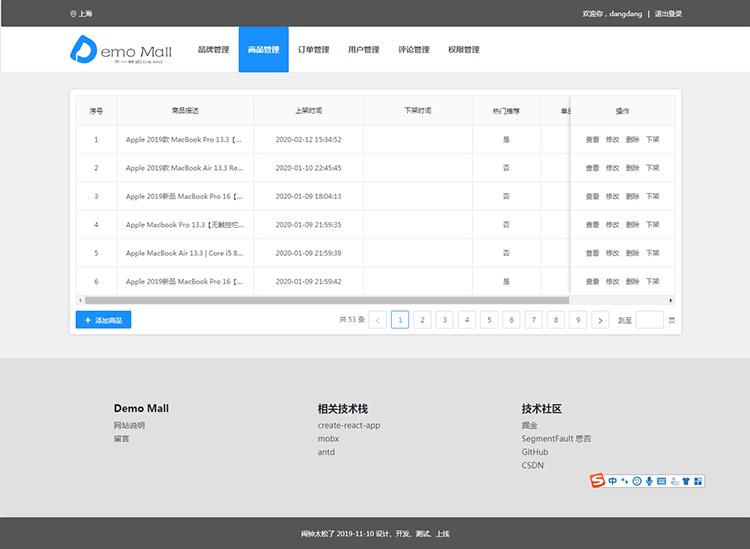 上海 欢迎你，dangdang | 退出登录
Demo Mall 品牌管理 商品管理 订单管理 用户管理 评论管理 权限管理
不一样的DEMO
序号 商品描述 上架时间 下架时间 热门推荐 操作
1 Apple 2019款 MacBook Pro 13.3【... 2020-02-12 15:34:52 是 查看 修改 删除 下架
2 Apple 2019款 MacBook Air 13.3 Re... 2020-01-10 22:45:45 否 查看 修改 删除 下架
3 Apple 2019新品 MacBook Pro 16【... 2020-01-09 18:04:13 否 查看 修改 删除 下架
4 Apple Macbook Pro 13.3【无触控栏... 2020-01-09 21:59:35 否 查看 修改 删除 下架
5 Apple MacBook Air 13.3 | Core i5 8... 2020-01-09 21:59:39 否 查看 修改 删除 下架
6 Apple 2019新品 MacBook Pro 16【... 2020-01-09 21:59:42 是 查看 修改 删除 下架
+ 添加商品 共 53 条 < 1 2 3 4 5 6 7 8 9 > 跳至 页
Demo Mall 相关技术栈 技术社区
网站说明 create-react-app 掘金
留言 mobx SegmentFault 思否
antd GitHub
CSDN
S 中
闹钟太松了 2019-11-10 设计、开发、测试、上线